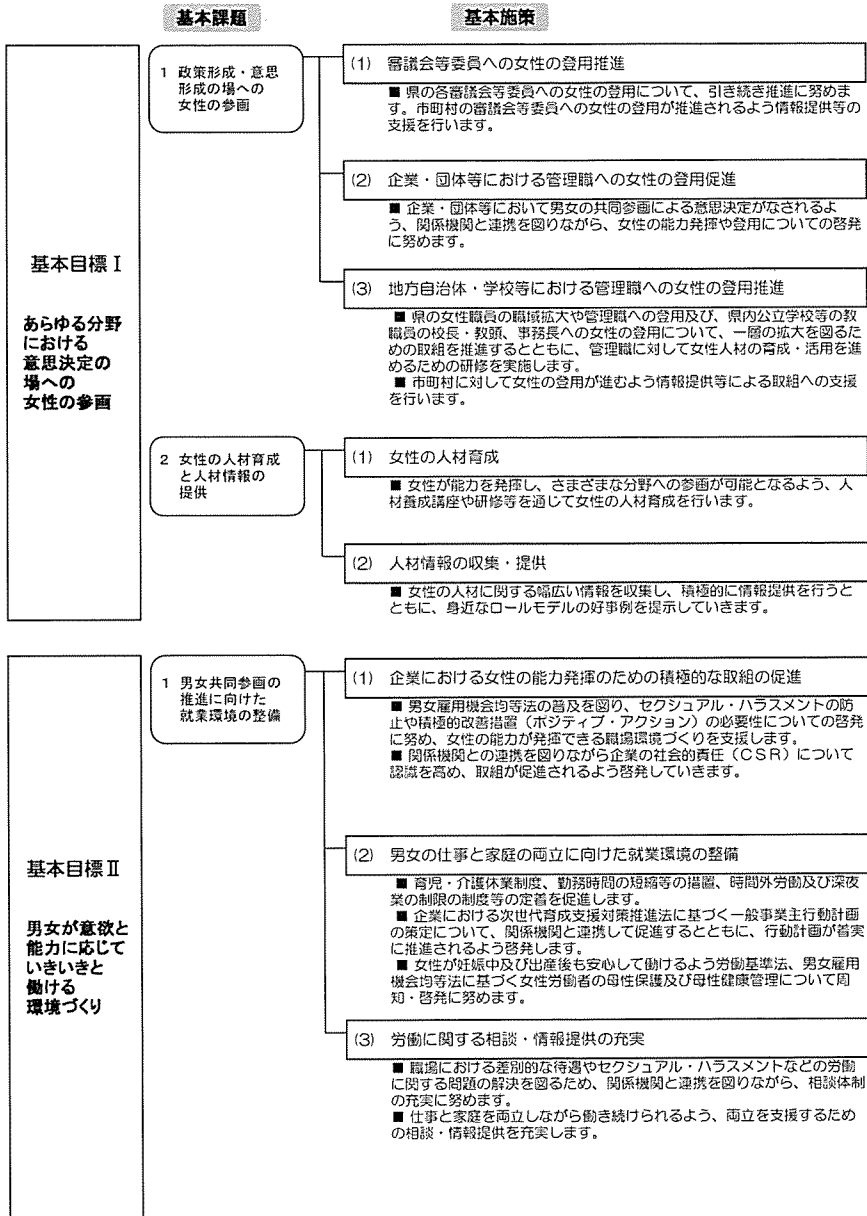 基本課題
基本施策
基本目標Ⅰ
あらゆる分野
における
意思決定の
場への
女性の参画
1 政策形成・意思
形成の場への
女性の参画
(1) 審議会等委員への女性の登用推進
■ 県の各審議会等委員への女性の登用について、引き続き推進に努めま
す。市町村の審議会等委員への女性の登用が推進されるよう情報提供等の
支援を行います。
(2) 企業・団体等における管理職への女性の登用促進
■ 企業・団体等において男女の共同参画による意思決定がなされるよ
う、関係機関と連携を図りながら、女性の能力発揮や登用についての啓発
に努めます。
(3) 地方自治体・学校等における管理職への女性の登用推進
■ 県の女性職員の職域拡大や管理職への登用及び、県内公立学校等の教
職員の校長・教頭、事務長への女性の登用について、一層の拡大を図るた
めの取組を推進するとともに、管理職に対して女性人材の育成・活用を進
めるための研修を実施します。
■ 市町村に対して女性の登用が進むよう情報提供等による取組への支援
を行います。
2 女性の人材育成
と人材情報の
提供
(1) 女性の人材育成
■ 女性が能力を発揮し、さまざまな分野への参画が可能となるよう、人
材養成講座や研修等を通じて女性の人材育成を行います。
(2) 人材情報の収集・提供
■ 女性の人材に関する幅広い情報を収集し、積極的に情報提供を行うと
ともに、身近なロールモデルの好事例を提示していきます。
基本目標Ⅱ
男女が意欲と
能力に応じて
いきいきと
働ける
環境づくり
1 男女共同参画の
推進に向けた
就業環境の整備
(1) 企業における女性の能力発揮のための積極的な取組の促進
■ 男女雇用機会均等法の普及を図り、セクシュアル・ハラスメントの防
止や積極的改善措置（ポジティブ・アクション）の必要性についての啓発
に努め、女性の能力が発揮できる職場環境づくりを支援します。
■ 関係機関との連携を図りながら企業の社会的責任（CSR）について
認識を高め、取組が促進されるよう啓発していきます。
(2) 男女の仕事と家庭の両立に向けた就業環境の整備
■ 育児・介護休業制度、勤務時間の短縮等の措置、時間外労働及び深夜
業の制限の制度等の定着を促進します。
■ 企業における次世代育成支援対策推進法に基づく一般事業主行動計画
の策定について、関係機関と連携して促進するとともに、行動計画が着実
に推進されるよう啓発します。
■ 女性が妊娠中及び出産後も安心して働けるよう労働基準法、男女雇用
機会均等法に基づく女性労働者の母性保護及び母性健康管理について周
知・啓発に努めます。
(3) 労働に関する相談・情報提供の充実
■ 職場における差別的な待遇やセクシュアル・ハラスメントなどの労働
に関する問題の解決を図るため、関係機関と連携を図りながら、相談体制
の充実に努めます。
■ 仕事と家庭を両立しながら働き続けられるよう、両立を支援するため
の相談・情報提供を充実します。